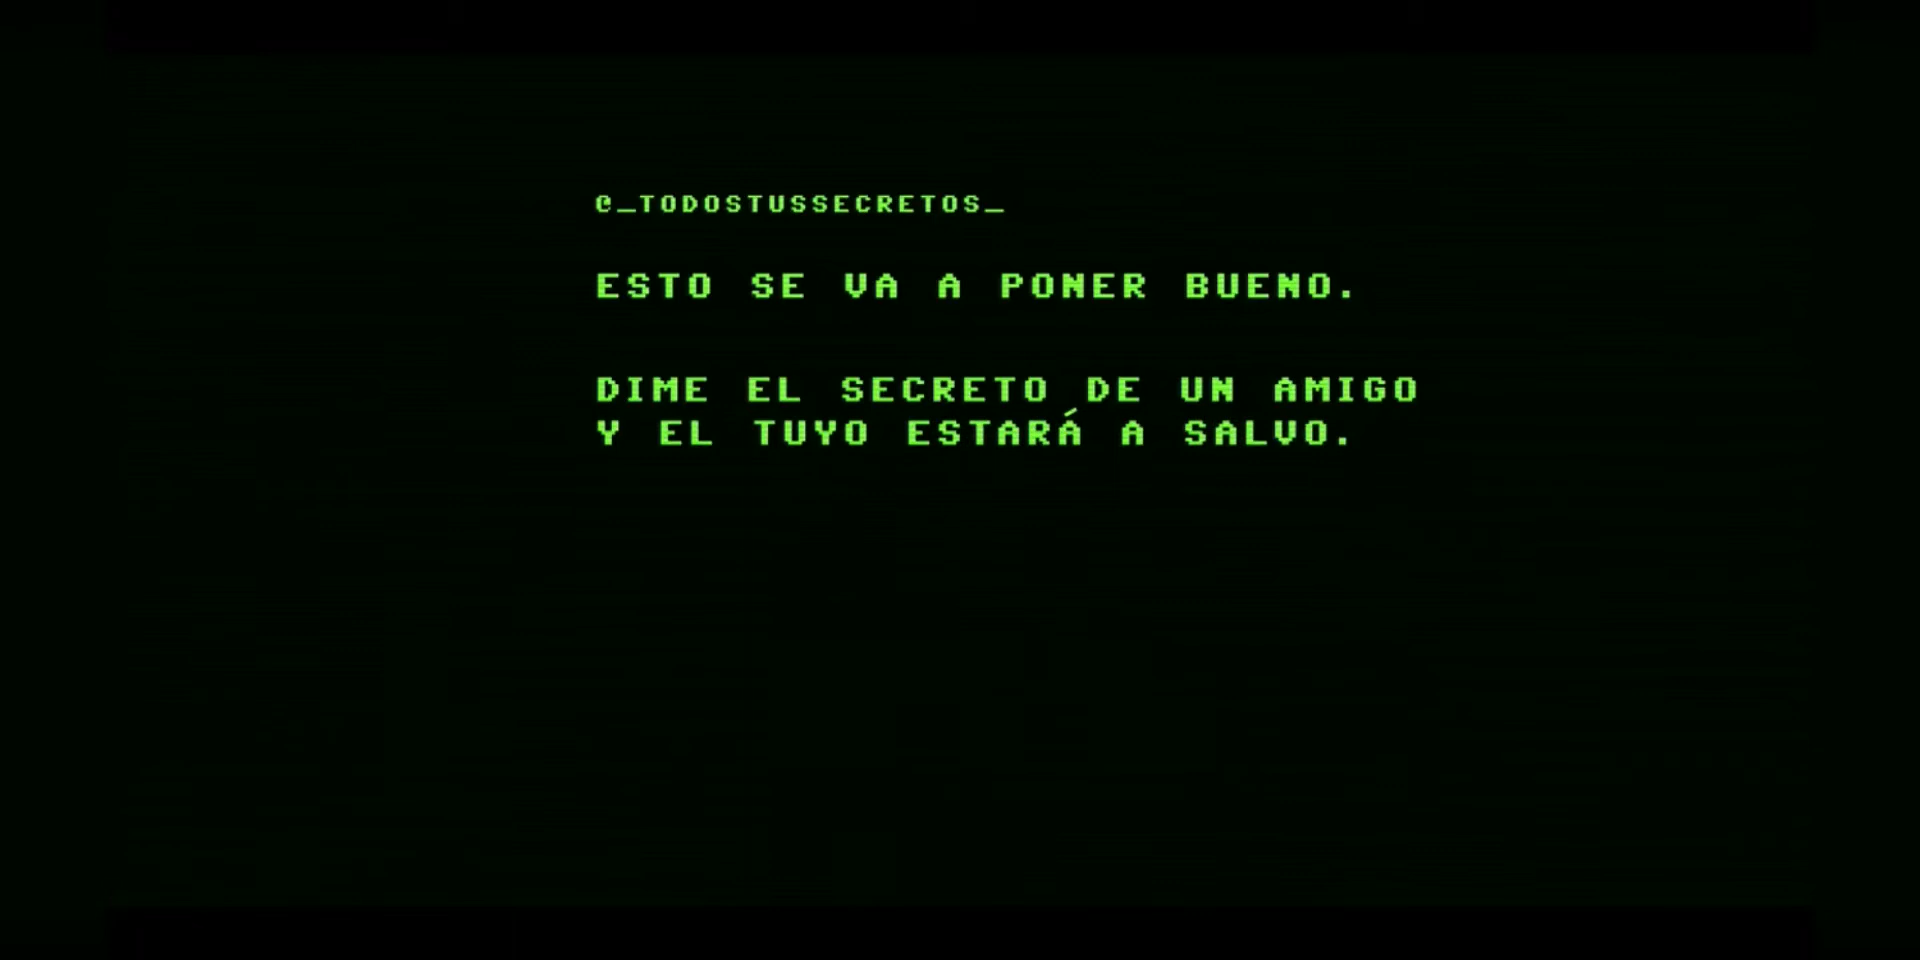 @_TODOSTUSSECRETOS_
ESTO SE VA A PONER BUENO.
DIME EL SECRETO DE UN AMIGO
Y EL TUYO ESTARÁ A SALVO.